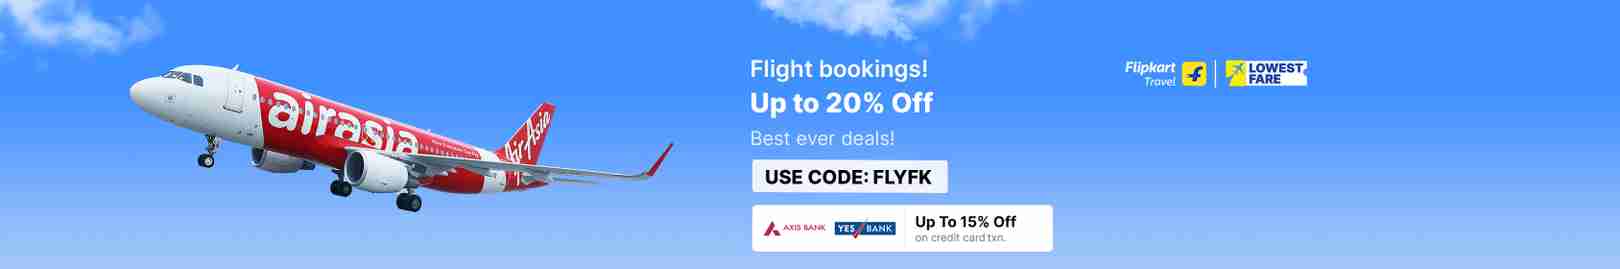 airasia
AirAsia
Flight bookings!
Up to 20% Off
Best ever deals!
USE CODE: FLYFK
AXIS BANK
YES BANK
Up To 15% Off
on credit card txn.
Flipkart
Travel
LOWEST
FARE